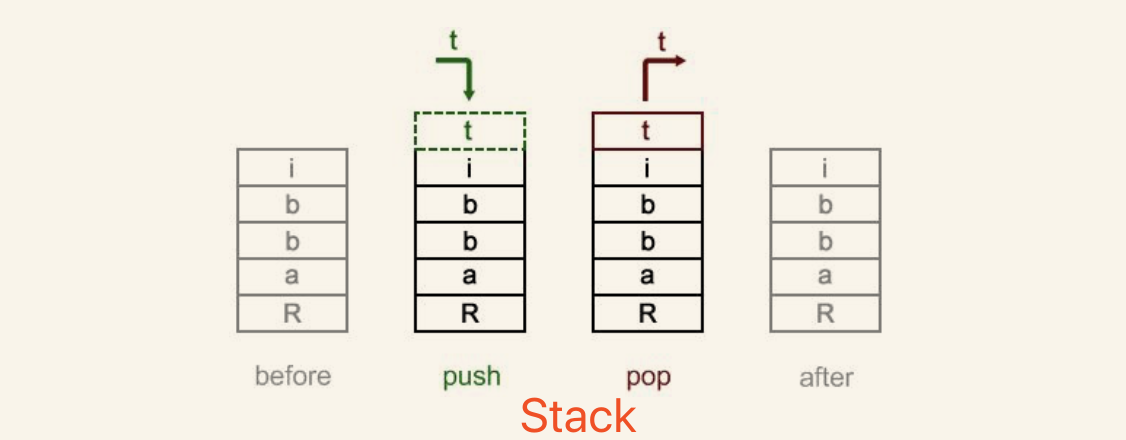 t t
t t
i i i i
b b b b
b b b b
a a a a
R R R R
before push pop after
Stack